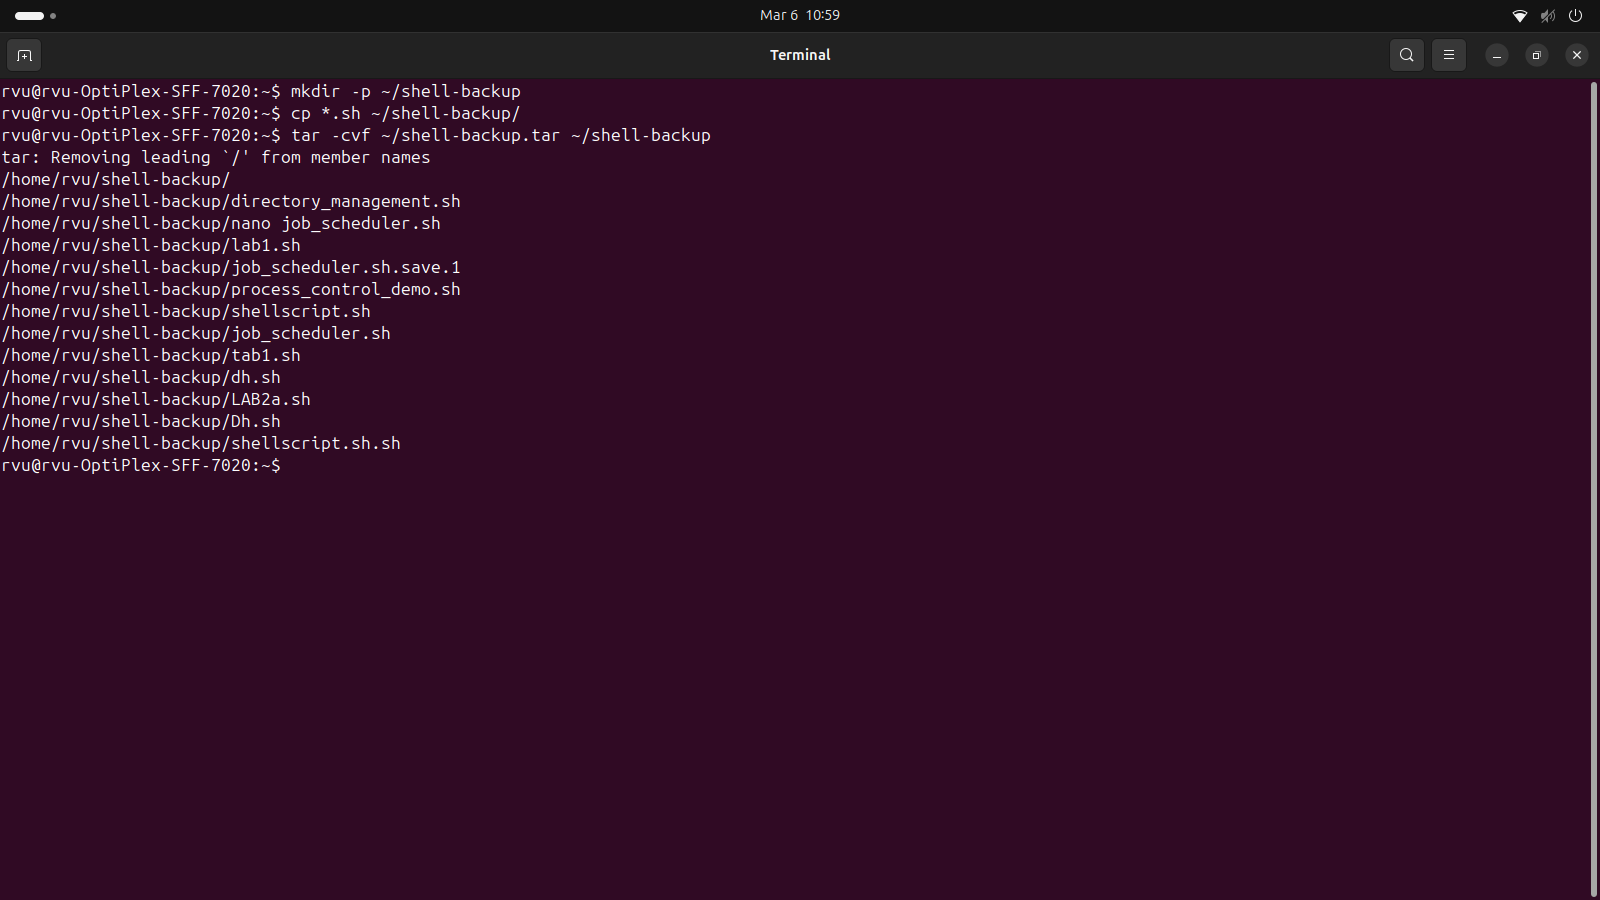 Mar 6 10:59
Terminal
rvu@rvu-OptiPlex-SFF-7020:~$ mkdir -p ~/shell-backup
rvu@rvu-OptiPlex-SFF-7020:~$ cp *.sh ~/shell-backup/
rvu@rvu-OptiPlex-SFF-7020:~$ tar -cvf ~/shell-backup.tar ~/shell-backup
tar: Removing leading `/' from member names
/home/rvu/shell-backup/
/home/rvu/shell-backup/directory_management.sh
/home/rvu/shell-backup/nano job_scheduler.sh
/home/rvu/shell-backup/lab1.sh
/home/rvu/shell-backup/job_scheduler.sh.save.1
/home/rvu/shell-backup/process_control_demo.sh
/home/rvu/shell-backup/shellscript.sh
/home/rvu/shell-backup/job_scheduler.sh
/home/rvu/shell-backup/tab1.sh
/home/rvu/shell-backup/dh.sh
/home/rvu/shell-backup/LAB2a.sh
/home/rvu/shell-backup/Dh.sh
/home/rvu/shell-backup/shellscript.sh.sh
rvu@rvu-OptiPlex-SFF-7020:~$